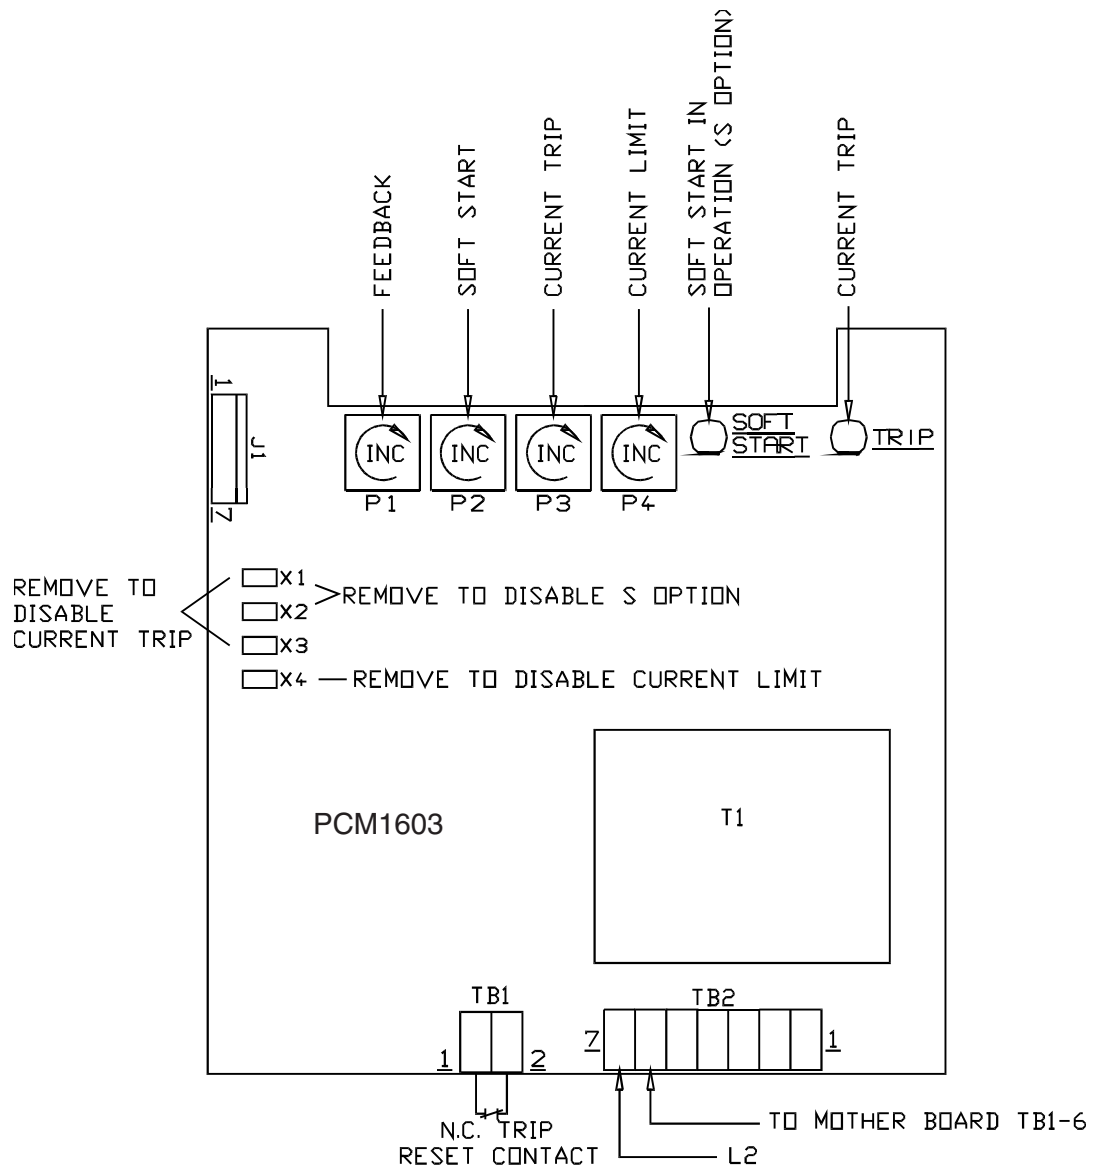 FEEDBACK
SOFT START
CURRENT TRIP
CURRENT LIMIT
SOFT START IN
OPERATION (S OPTION)
CURRENT TRIP
1
J1
7
INC
INC
INC
INC
P1
P2
P3
P4
SOFT
START
TRIP
REMOVE TO
DISABLE
CURRENT TRIP
X1
X2
X3
X4
REMOVE TO DISABLE S OPTION
REMOVE TO DISABLE CURRENT LIMIT
T1
PCM1603
TB1
1
2
TB2
7
1
N.C. TRIP
RESET CONTACT
TO MOTHER BOARD TB1-6
L2